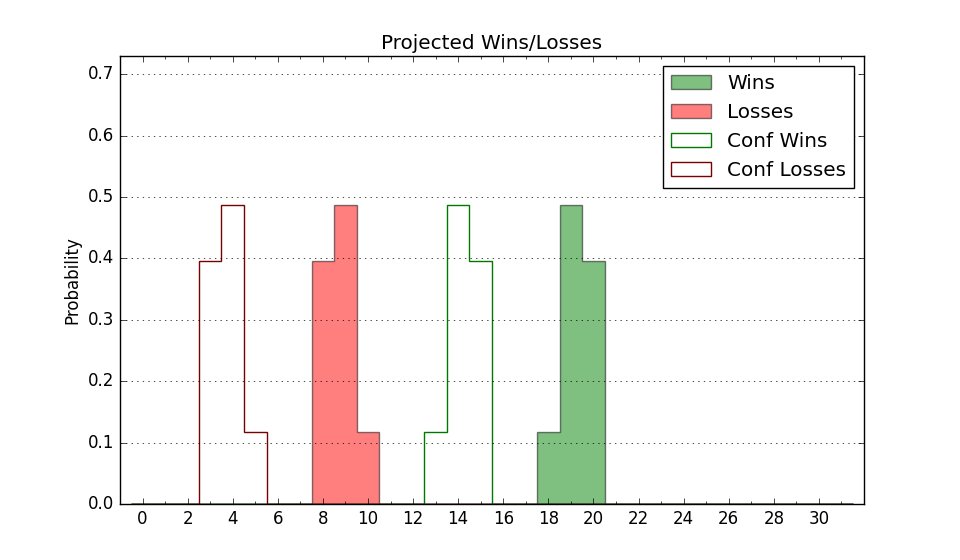 Projected Wins/Losses
Wins
Losses
Conf Wins
Conf Losses
Probability
0.7
0.6
0.5
0.4
0.3
0.2
0.1
0.0
0 2 4 6 8 10 12 14 16 18 20 22 24 26 28 30